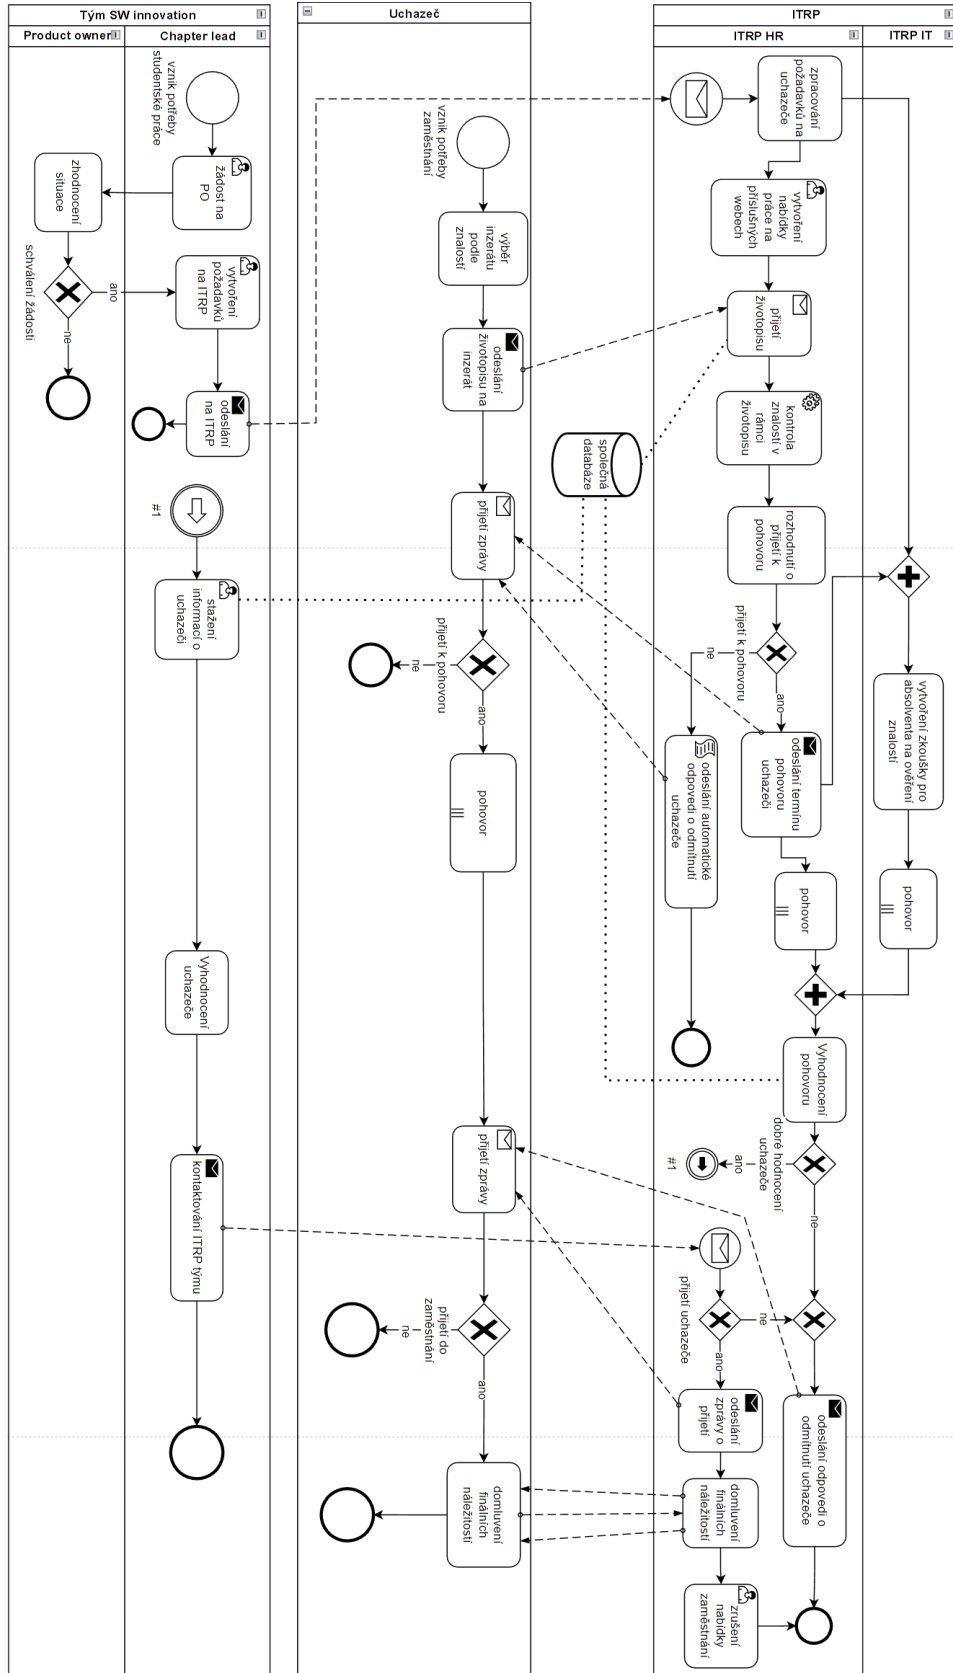 Tým SW innovation
Product owner
Chapter lead
vznik potřeby
studentské práce
žádost na
PO
zhodnocení
situace
schválení žádosti
ano
ne
vytvoření
požadavků
na ITRP
odeslání
na ITRP
#1
stažení
informací o
uchazeči
Vyhodnocení
uchazeče
kontaktování ITRP týmu
Uchazeč
vznik potřeby
zaměstnání
výběr
inzerátu
podle
znalostí
odeslání
životopisu na
inzerát
společná
databáze
přijetí zprávy
přijetí k pohovoru
ne
ano
pohovor
přijetí zprávy
přijetí do
zaměstnání
ne
ano
domluvení
finálních
náležitostí
ITRP
ITRP HR
ITRP IT
zpracování
požadavků na
uchazeče
vytvoření
nabídky
práce na
příslušných
webech
přijetí
životopisu
kontrola
znalostí v
rámci
životopisu
rozhodnutí o
přijetí k
pohovoru
přijetí k pohovoru
ne
ano
odeslání automatické
odpovedi o odmítnutí
uchazeče
odeslání termínu
pohovoru
uchazeči
vytvoření zkoušky pro
absolventa na ověření
znalostí
pohovor
pohovor
Vyhodnocení
pohovoru
dobré hodnocení
uchazeče
ano
#1
ne
přijetí uchazeče
ne
ano
odeslání
zprávy o
přijetí
odeslání odpovedi o
odmítnutí uchazeče
domluvení
finálních
náležitostí
zrušení
nabídky
zaměstnání